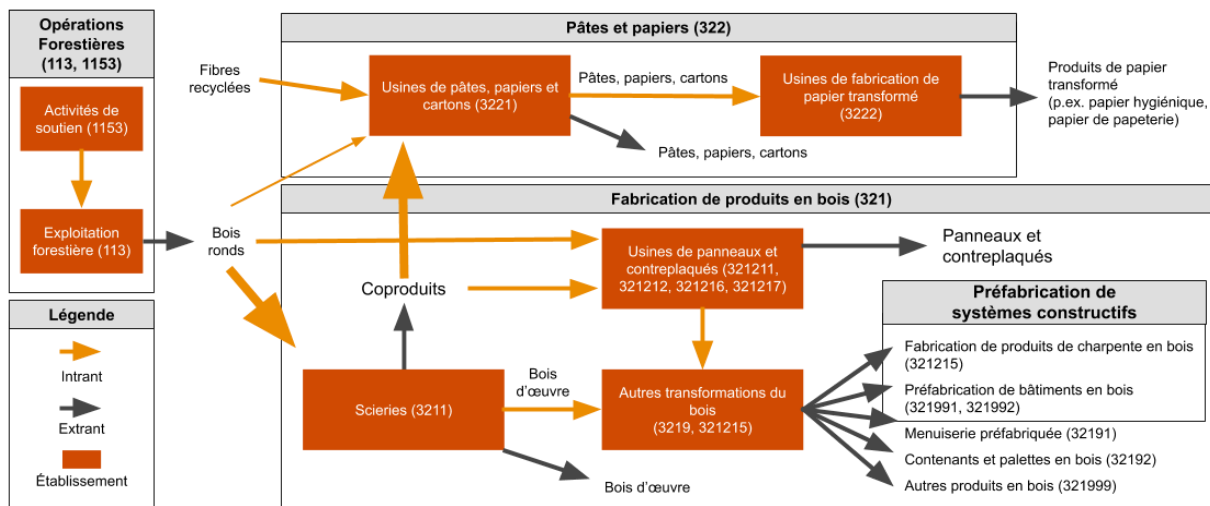 Opérations
Forestières
(113, 1153)
Activités de
soutien (1153)
Exploitation
forestière (113)
Légende
Intrant
Extrant
Établissement
Pâtes et papiers (322)
Fibres
recyclées
Usines de pâtes, papiers et
cartons (3221)
Pâtes, papiers, cartons
Usines de fabrication de
papier transformé
(3222)
Produits de papier
transformé
(p.ex. papier hygiénique,
papier de papeterie)
Pâtes, papiers, cartons
Fabrication de produits en bois (321)
Bois
ronds
Usines de panneaux et
contreplaqués (321211,
321212, 321216, 321217)
Panneaux et
contreplaqués
Coproduits
Scieries (3211)
Bois
d'œuvre
Autres transformations du
bois
(3219, 321215)
Bois d'œuvre
Préfabrication de
systèmes constructifs
Fabrication de produits de charpente en bois
(321215)
Préfabrication de bâtiments en bois
(321991, 321992)
Menuiserie préfabriquée (32191)
Contenants et palettes en bois (32192)
Autres produits en bois (321999)